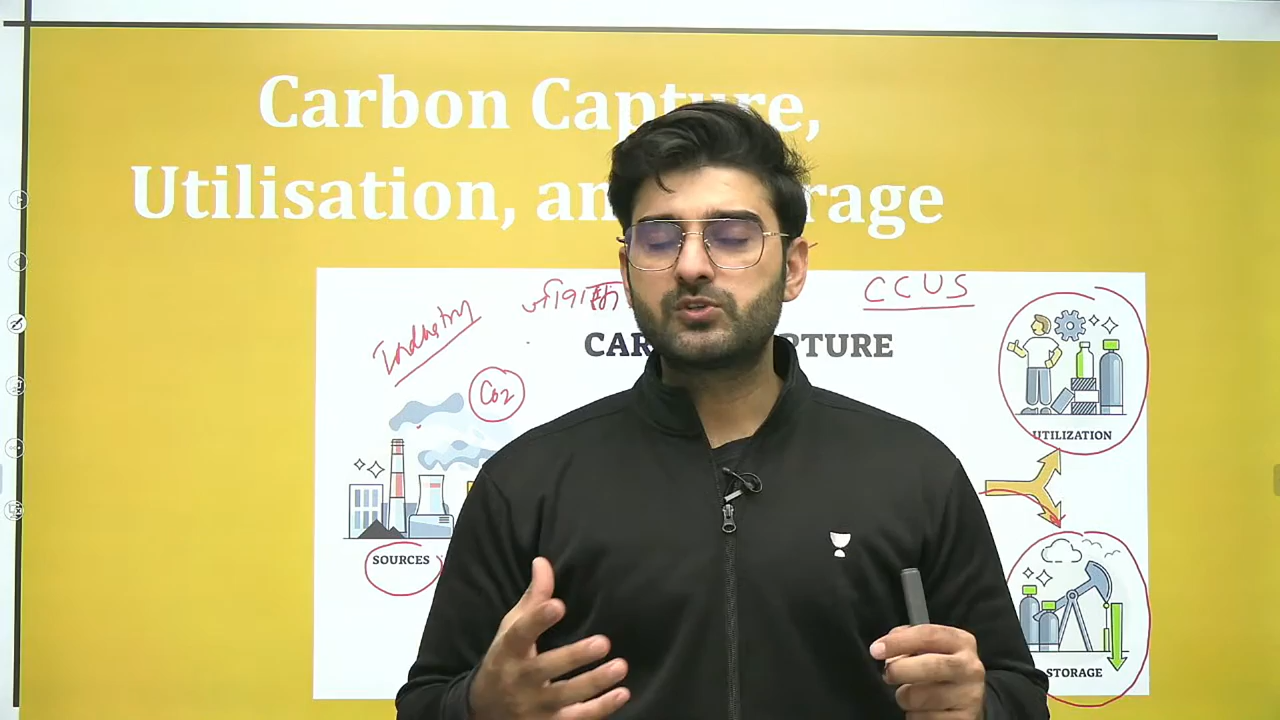 Carbon Capture,
Utilisation, an rage
CCUS
Industry
CAR PTURE
CO2
UTILIZATION
SOURCES
STORAGE